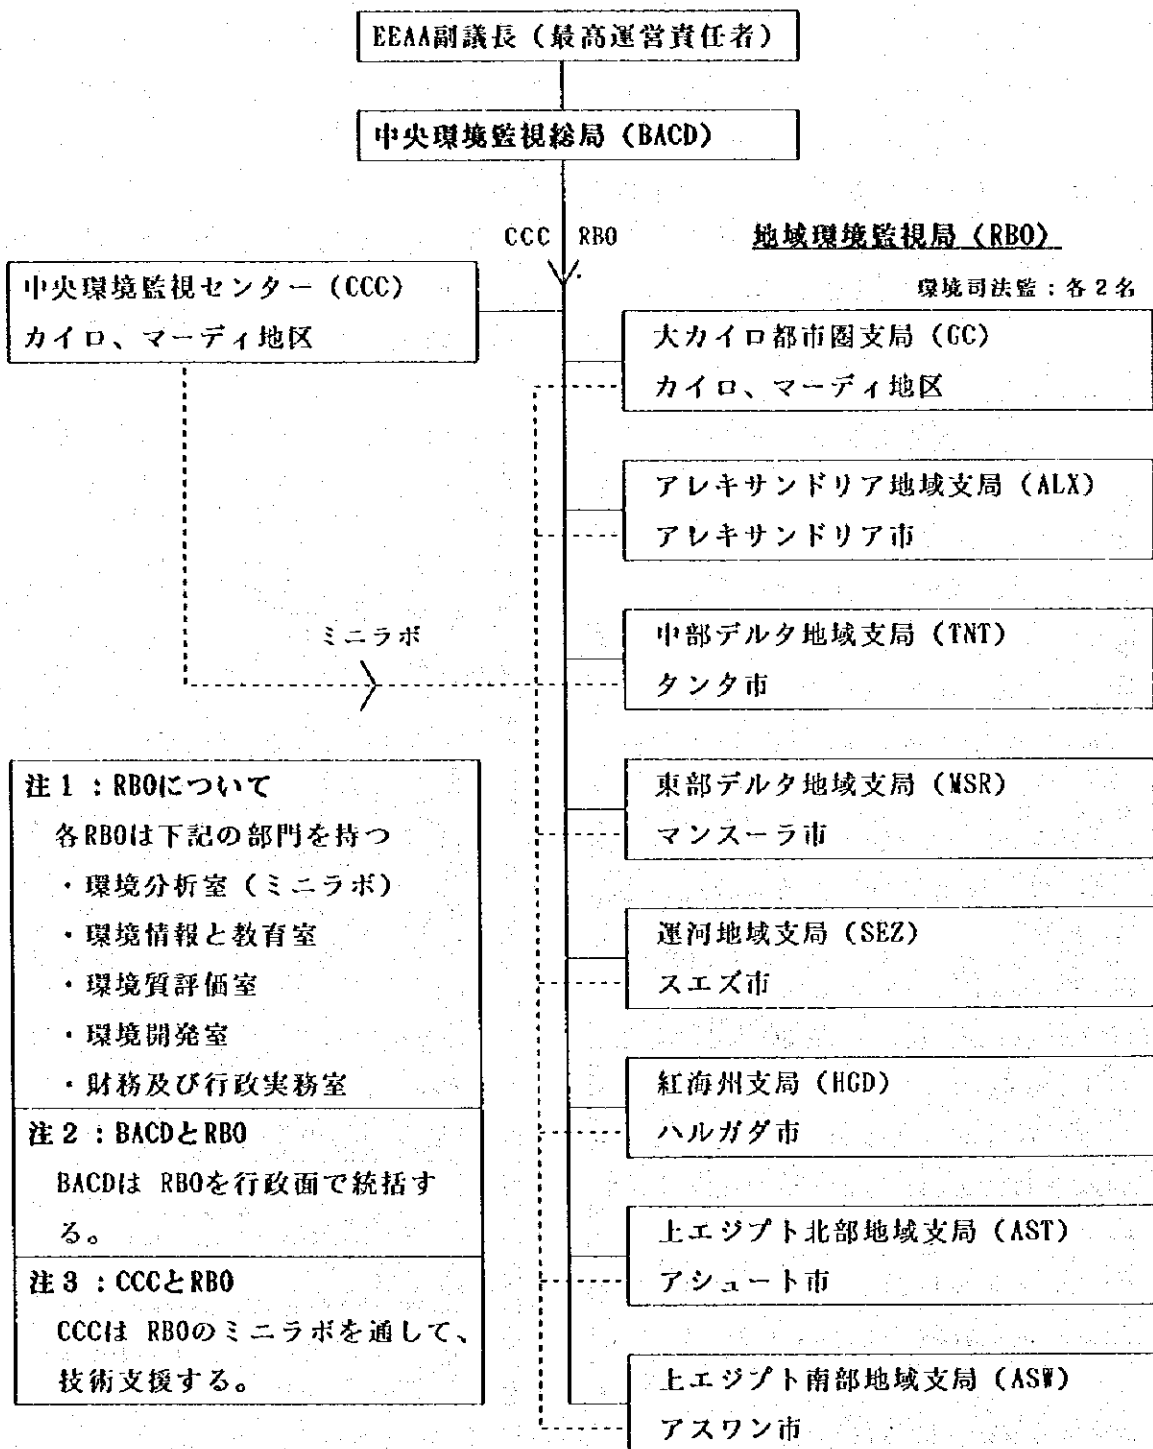 EEAA副議長（最高運営責任者）
中央環境監視総局（BACD）
CCC RBO
地域環境監視局（RBO）
環境司法監：各２名
中央環境監視センター（CCC）
カイロ、マーディ地区
大カイロ都市圏支局（GC）
カイロ、マーディ地区
アレキサンドリア地域支局（ALX）
アレキサンドリア市
ミニラボ
中部デルタ地域支局（TNT）
タンタ市
東部デルタ地域支局（MSR）
マンスーラ市
運河地域支局（SEZ）
スエズ市
紅海州支局（HGD）
ハルガダ市
上エジプト北部地域支局（AST）
アシュート市
上エジプト南部地域支局（ASW）
アスワン市
注１：RBOについて
各RBOは下記の部門を持つ
・環境分析室（ミニラボ）
・環境情報と教育室
・環境質評価室
・環境開発室
・財務及び行政実務室
注２：BACDとRBO
BACDは RBOを行政面で統括す
る。
注３：CCCとRBO
CCCは RBOのミニラボを通して、
技術支援する。